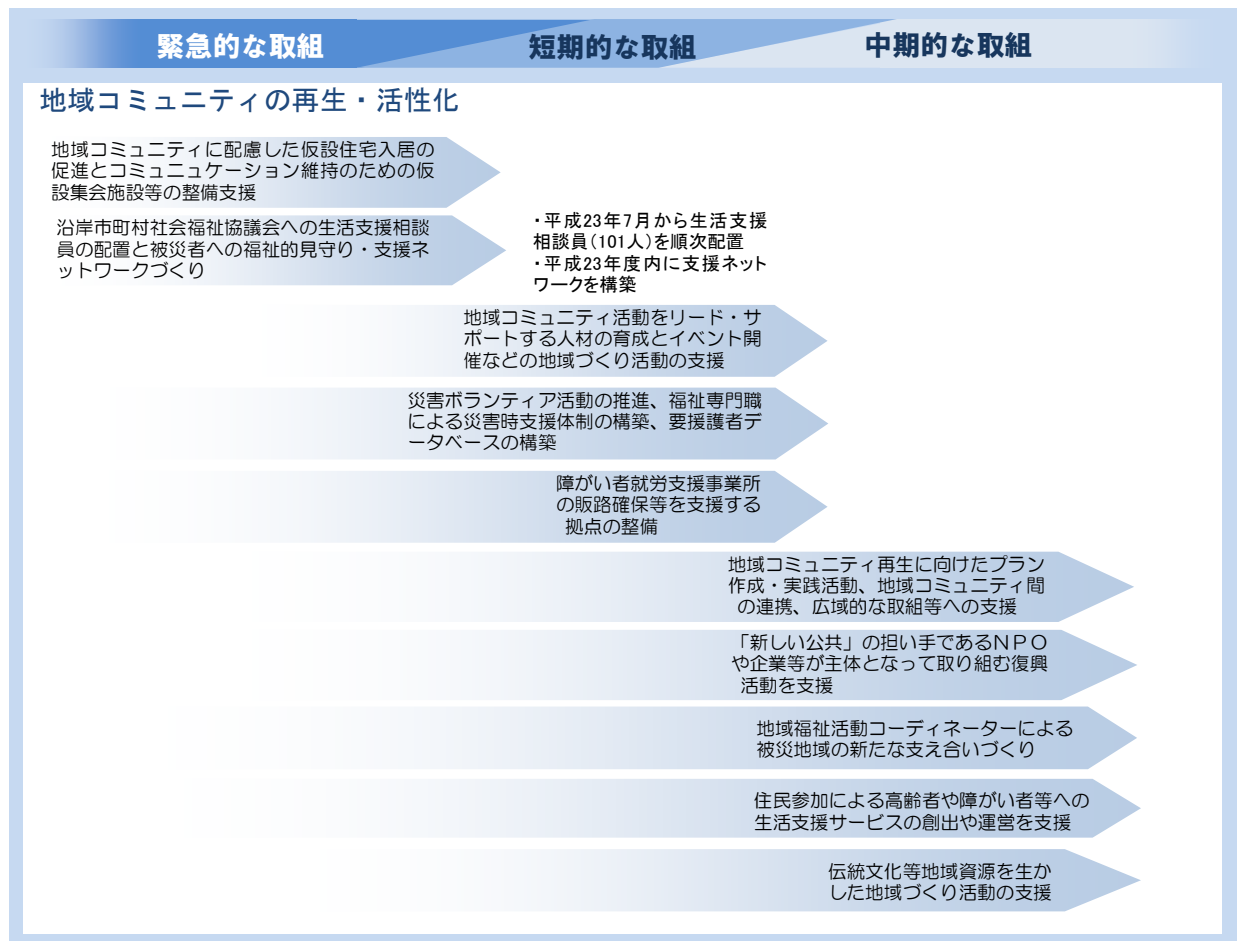 緊急的な取組
短期的な取組
中期的な取組
地域コミュニティの再生・活性化
地域コミュニティに配慮した仮設住宅入居の
促進とコミュニュケーション維持のための仮
設集会施設等の整備支援
沿岸市町村社会福祉協議会への生活支援相談
員の配置と被災者への福祉的見守り・支援ネ
ットワークづくり
・平成23年7月から生活支援
相談員（101人）を順次配置
・平成23年度内に支援ネット
ワークを構築
地域コミュニティ活動をリード・サ
ポートする人材の育成とイベント開
催などの地域づくり活動の支援
災害ボランティア活動の推進、福祉専門職
による災害時支援体制の構築、要援護者デ
ータベースの構築
障がい者就労支援事業所
の販路確保等を支援する
拠点の整備
地域コミュニティ再生に向けたプラン
作成・実践活動、地域コミュニティ間
の連携、広域的な取組等への支援
「新しい公共」の担い手であるＮＰＯ
や企業等が主体となって取り組む復興
活動を支援
地域福祉活動コーディネーターによる
被災地域の新たな支え合いづくり
住民参加による高齢者や障がい者等への
生活支援サービスの創出や運営を支援
伝統文化等地域資源を生か
した地域づくり活動の支援